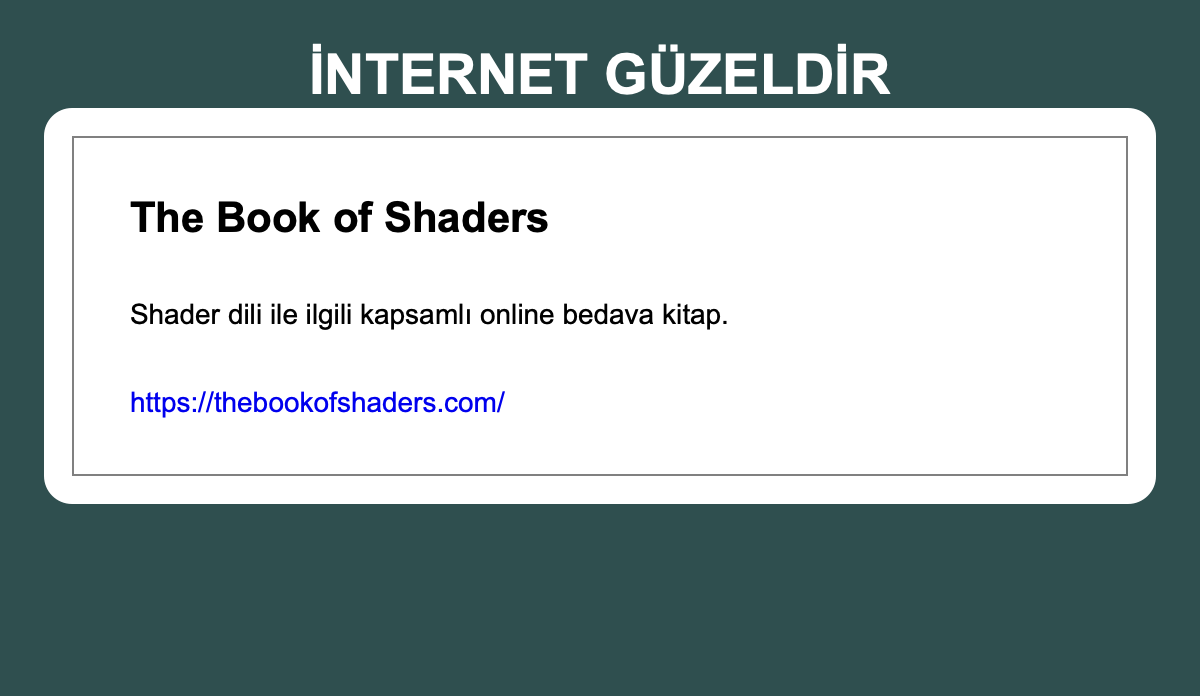 İNTERNET GÜZELDİR
The Book of Shaders
Shader dili ile ilgili kapsamlı online bedava kitap.
https://thebookofshaders.com/